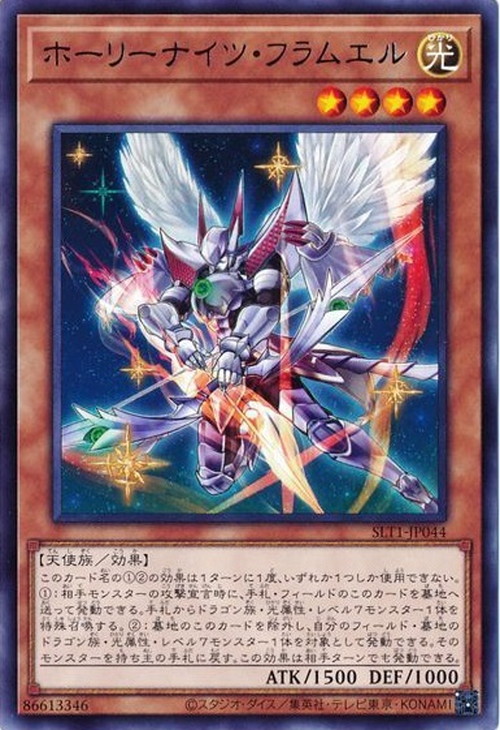 ホーリーナイツ・フラムエル
光
SLT1-JP044
【天使族／効果】
このカード名の①②の効果は１ターンに１度、いずれか１つしか使用できない。
①：相手モンスターの攻撃宣言時に、手札・フィールドのこのカードを墓地へ
送って発動できる。手札からドラゴン族・光属性・レベル７モンスター１体を
特殊召喚する。②：墓地のこのカードを除外し、自分のフィールド・墓地の
ドラゴン族・光属性・レベル７モンスター１体を対象として発動できる。その
モンスターを持ち主の手札に戻す。この効果は相手ターンでも発動できる。
ATK/1500 DEF/1000
86613346
©スタジオ・ダイス／集英社・テレビ東京・KONAMI